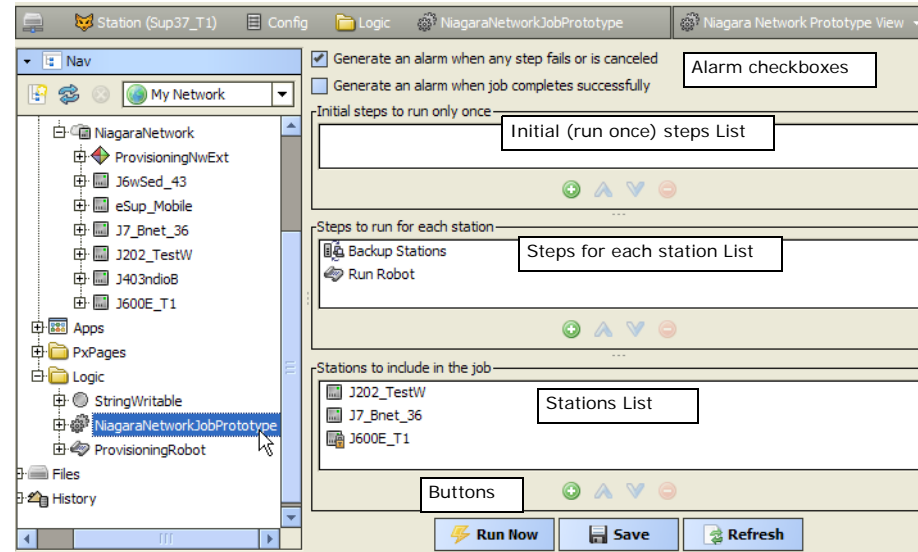 Station (Sup37_T1) Config Logic NiagaraNetworkJobPrototype Niagara Network Prototype View
Nav
My Network
NiagaraNetwork
ProvisioningNwExt
J6wSed_43
eSup_Mobile
J7_Bnet_36
J202_TestW
J403ndioB
J600E_T1
Apps
PxPages
Logic
StringWritable
NiagaraNetworkJobPrototype
ProvisioningRobot
Files
History
Generate an alarm when any step fails or is canceled
Generate an alarm when job completes successfully
Alarm checkboxes
Initial steps to run only once
Initial (run once) steps List
Steps to run for each station
Backup Stations
Run Robot
Steps for each station List
Stations to include in the job
J202_TestW
J7_Bnet_36
J600E_T1
Stations List
Buttons
Run Now Save Refresh